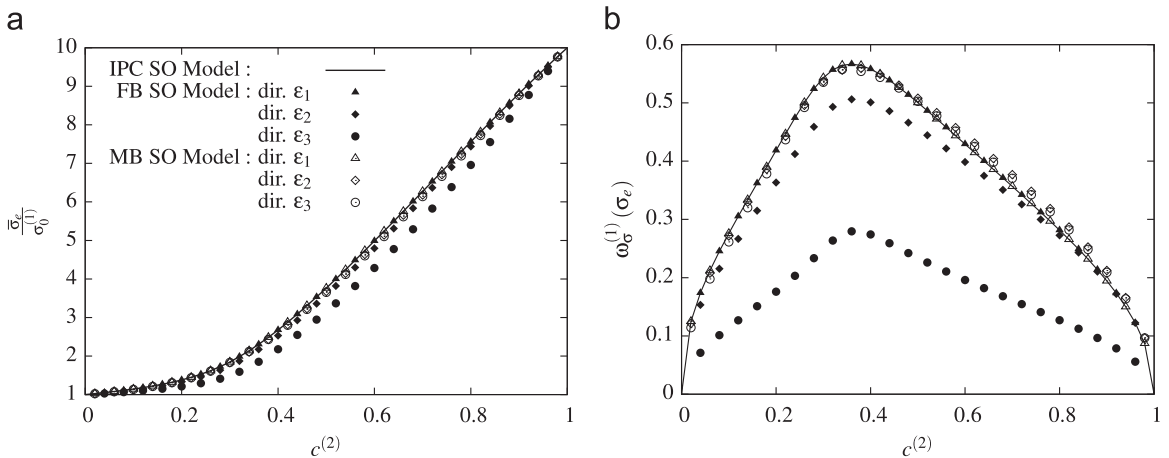 a
10
9
8
7
6
5
4
3
2
1
0
0.2
0.4
0.6
0.8
1
c⁽²⁾
σ̄ₑ
σ₀⁽¹⁾
IPC SO Model :
FB SO Model : dir. ε₁
dir. ε₂
dir. ε₃
MB SO Model : dir. ε₁
dir. ε₂
dir. ε₃
b
0.6
0.5
0.4
0.3
0.2
0.1
0
0
0.2
0.4
0.6
0.8
1
c⁽²⁾
ω_σ⁽¹⁾ (σₑ)